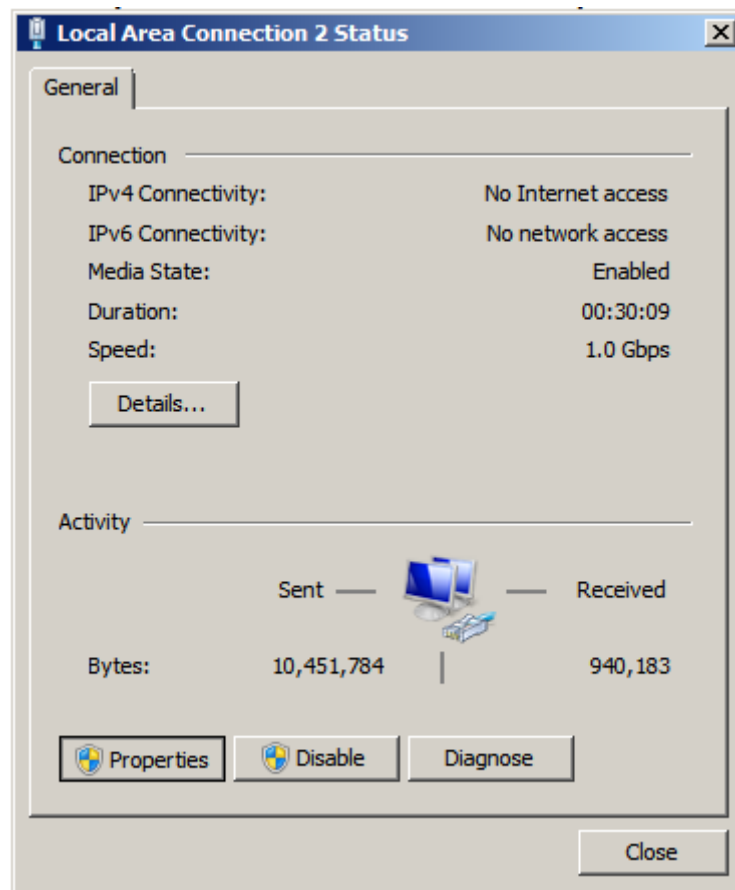 Local Area Connection 2 Status
General
Connection
IPv4 Connectivity: No Internet access
IPv6 Connectivity: No network access
Media State: Enabled
Duration: 00:30:09
Speed: 1.0 Gbps
Details...
Activity
Sent Received
Bytes: 10,451,784 940,183
Properties Disable Diagnose
Close